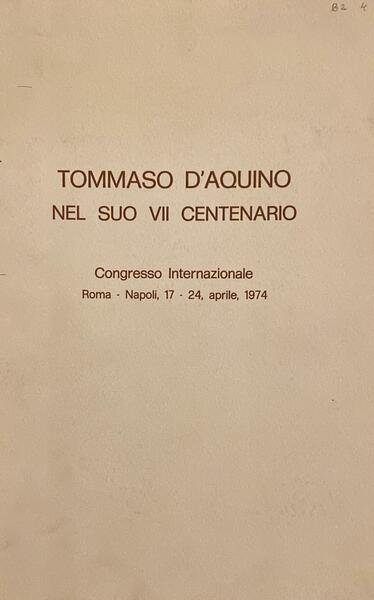 B2 4
TOMMASO D'AQUINO
NEL SUO VII CENTENARIO
Congresso Internazionale
Roma - Napoli, 17 - 24, aprile, 1974